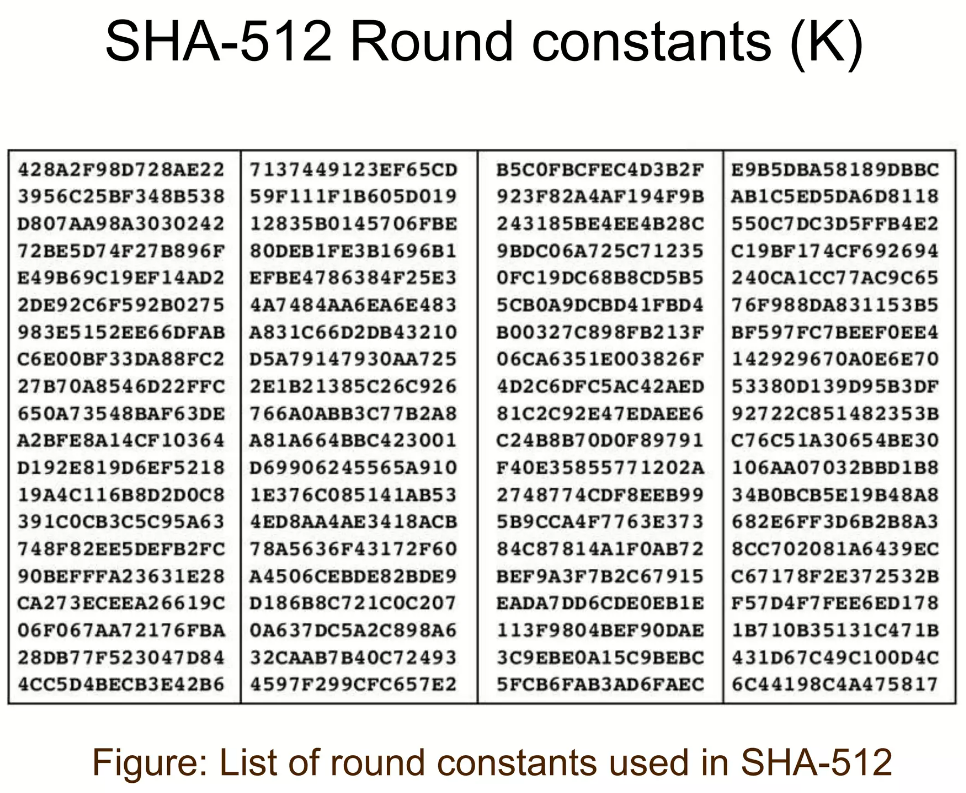 SHA-512 Round constants (K)
428A2F98D728AE22 7137449123EF65CD B5C0FBCFEC4D3B2F E9B5DBA58189DBBC
3956C25BF348B538 59F111F1B605D019 923F82A4AF194F9B AB1C5ED5DA6D8118
D807AA98A3030242 12835B0145706FBE 243185BE4EE4B28C 550C7DC3D5FFB4E2
72BE5D74F27B896F 80DEB1FE3B1696B1 9BDC06A725C71235 C19BF174CF692694
E49B69C19EF14AD2 EFBE4786384F25E3 0FC19DC68B8CD5B5 240CA1CC77AC9C65
2DE92C6F592B0275 4A7484AA6EA6E483 5CB0A9DCBD41FBD4 76F988DA831153B5
983E5152EE66DFAB A831C66D2DB43210 B00327C898FB213F BF597FC7BEEF0EE4
C6E00BF33DA88FC2 D5A79147930AA725 06CA6351E003826F 142929670A0E6E70
27B70A8546D22FFC 2E1B21385C26C926 4D2C6DFC5AC42AED 53380D139D95B3DF
650A73548BAF63DE 766A0ABB3C77B2A8 81C2C92E47EDAEE6 92722C851482353B
A2BFE8A14CF10364 A81A664BBC423001 C24B8B70D0F89791 C76C51A30654BE30
D192E819D6EF5218 D69906245565A910 F40E35855771202A 106AA07032BBD1B8
19A4C116B8D2D0C8 1E376C085141AB53 2748774CDF8EEB99 34B0BCB5E19B48A8
391C0CB3C5C95A63 4ED8AA4AE3418ACB 5B9CCA4F7763E373 682E6FF3D6B2B8A3
748F82EE5DEFB2FC 78A5636F43172F60 84C87814A1F0AB72 8CC702081A6439EC
90BEFFFA23631E28 A4506CEBDE82BDE9 BEF9A3F7B2C67915 C67178F2E372532B
CA273ECEEA26619C D186B8C721C0C207 EADA7DD6CDE0EB1E F57D4F7FEE6ED178
06F067AA72176FBA 0A637DC5A2C898A6 113F9804BEF90DAE 1B710B35131C471B
28DB77F523047D84 32CAAB7B40C72493 3C9EBE0A15C9BEBC 431D67C49C100D4C
4CC5D4BECB3E42B6 4597F299CFC657E2 5FCB6FAB3AD6FAEC 6C44198C4A475817
Figure: List of round constants used in SHA-512